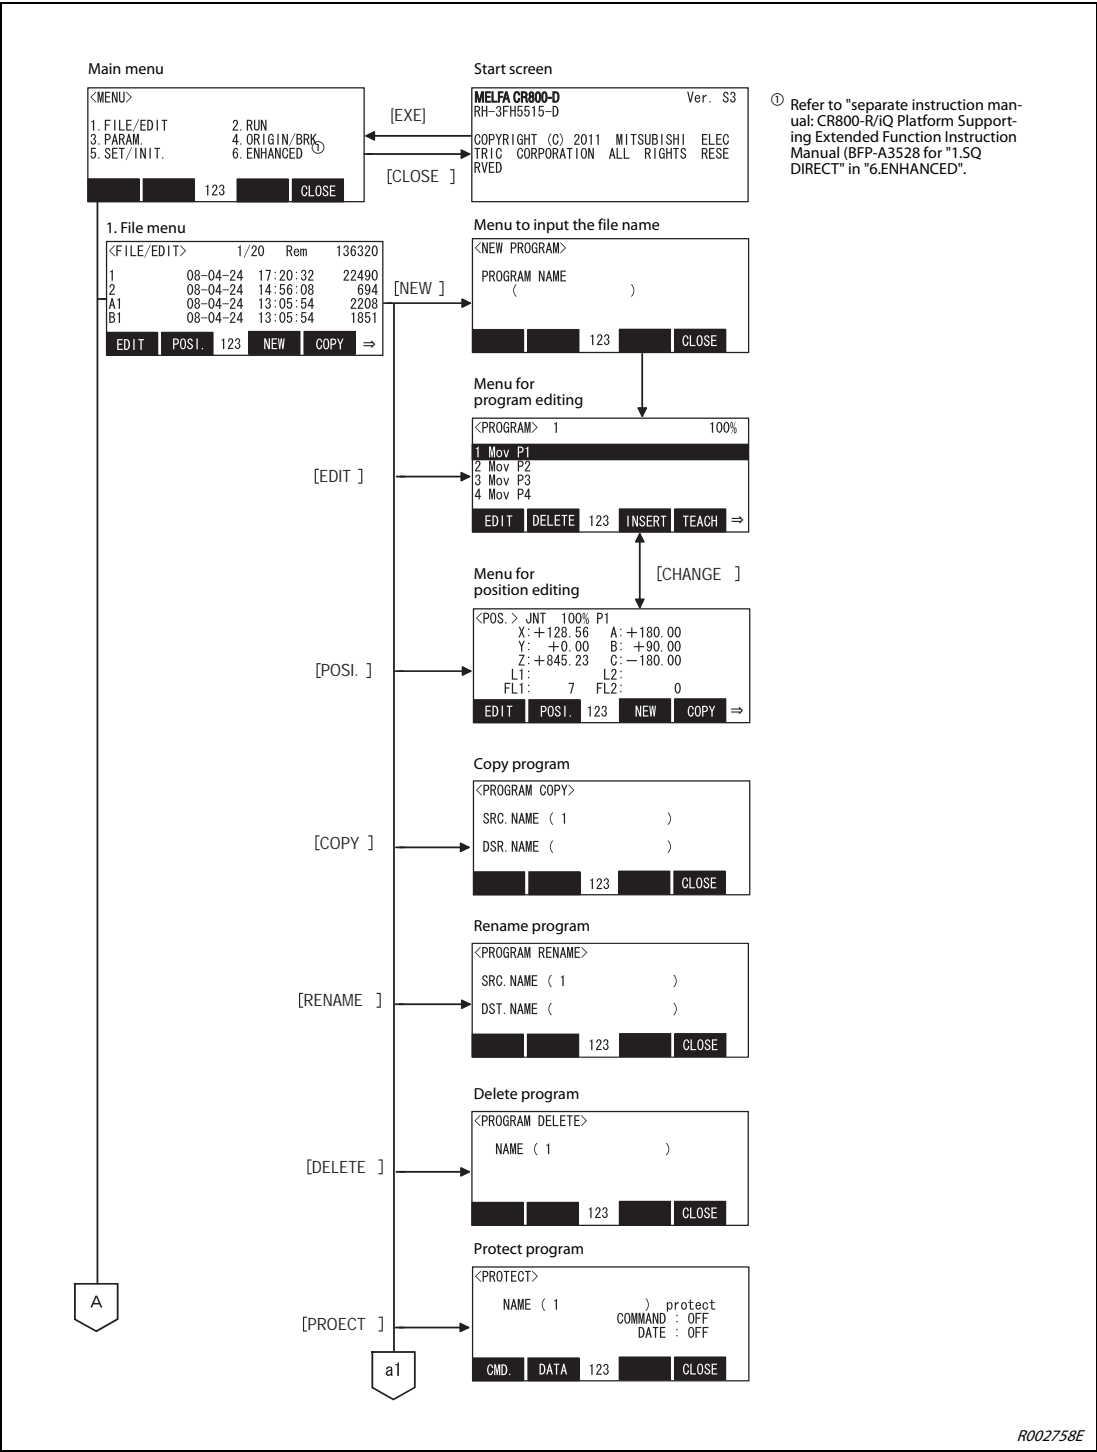 Main menu
<MENU>
1.FILE/EDIT 2.RUN
3.PARAM. 4.ORIGIN/BRK
5.SET/INIT. 6.ENHANCED ①
123 CLOSE
[EXE]
[CLOSE ]
Start screen
MELFA CR800-D Ver. S3
RH-3FH5515-D
COPYRIGHT (C) 2011 MITSUBISHI ELEC
TRIC CORPORATION ALL RIGHTS RESE
RVED
① Refer to "separate instruction man-
ual: CR800-R/iQ Platform Support-
ing Extended Function Instruction
Manual (BFP-A3528 for "1.SQ
DIRECT" in "6.ENHANCED".
1. File menu
<FILE/EDIT> 1/20 Rem 136320
1 08-04-24 17:20:32 22490
2 08-04-24 14:56:08 694
A1 08-04-24 13:05:54 2208
B1 08-04-24 13:05:54 1851
EDIT POSI. 123 NEW COPY ⇒
[NEW ]
Menu to input the file name
<NEW PROGRAM>
PROGRAM NAME
( )
123 CLOSE
Menu for
program editing
<PROGRAM> 1 100%
1 Mov P1
2 Mov P2
3 Mov P3
4 Mov P4
EDIT DELETE 123 INSERT TEACH ⇒
[EDIT ]
[CHANGE ]
Menu for
position editing
<POS.> JNT 100% P1
X:+128.56 A:+180.00
Y: +0.00 B: +90.00
Z:+845.23 C:-180.00
L1: L2:
FL1: 7 FL2: 0
EDIT POSI. 123 NEW COPY ⇒
[POSI. ]
Copy program
<PROGRAM COPY>
SRC.NAME ( 1 )
DSR.NAME ( )
123 CLOSE
[COPY ]
Rename program
<PROGRAM RENAME>
SRC.NAME ( 1 )
DST.NAME ( )
123 CLOSE
[RENAME ]
Delete program
<PROGRAM DELETE>
NAME ( 1 )
123 CLOSE
[DELETE ]
Protect program
<PROTECT>
NAME ( 1 ) protect
COMMAND : OFF
DATE : OFF
CMD. DATA 123 CLOSE
[PROECT ]
A
a1
R002758E